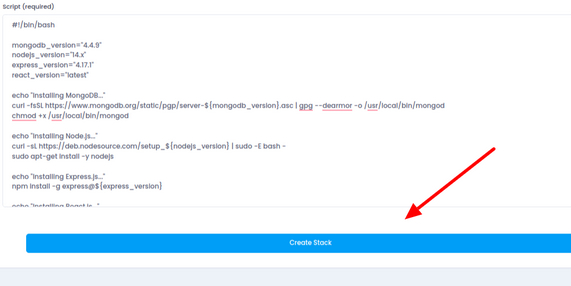 Script (required)
#!/bin/bash
mongodb_version="4.4.9"
nodejs_version="14.x"
express_version="4.17.1"
react_version="latest"
echo "Installing MongoDB..."
curl -fsSL https://www.mongodb.org/static/pgp/server-${mongodb_version}.asc | gpg --dearmor -o /usr/local/bin/mongod
chmod +x /usr/local/bin/mongod
echo "Installing Node.js..."
curl -sL https://deb.nodesource.com/setup_${nodejs_version} | sudo -E bash -
sudo apt-get install -y nodejs
echo "Installing Express.js..."
npm install -g express@${express_version}
echo "Installing React.js..."
Create Stack